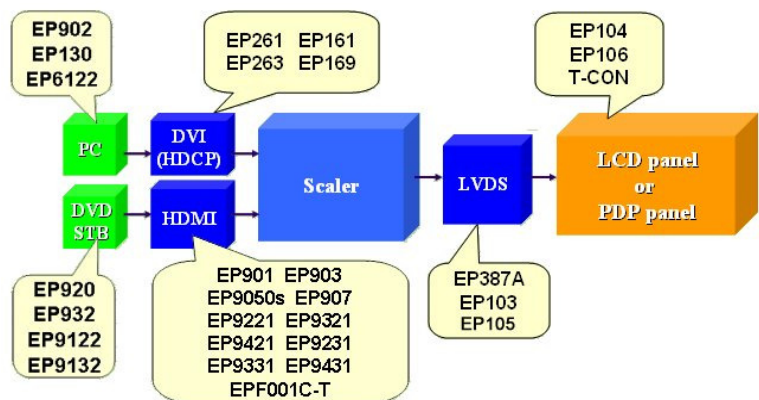 EP902
EP130
EP6122
EP261 EP161
EP263 EP169
EP104
EP106
T-CON
PC
DVI
(HDCP)
Scaler
LVDS
LCD panel
or
PDP panel
DVD
STB
HDMI
EP920
EP932
EP9122
EP9132
EP901 EP903
EP9050s EP907
EP9221 EP9321
EP9421 EP9231
EP9331 EP9431
EPF001C-T
EP387A
EP103
EP105